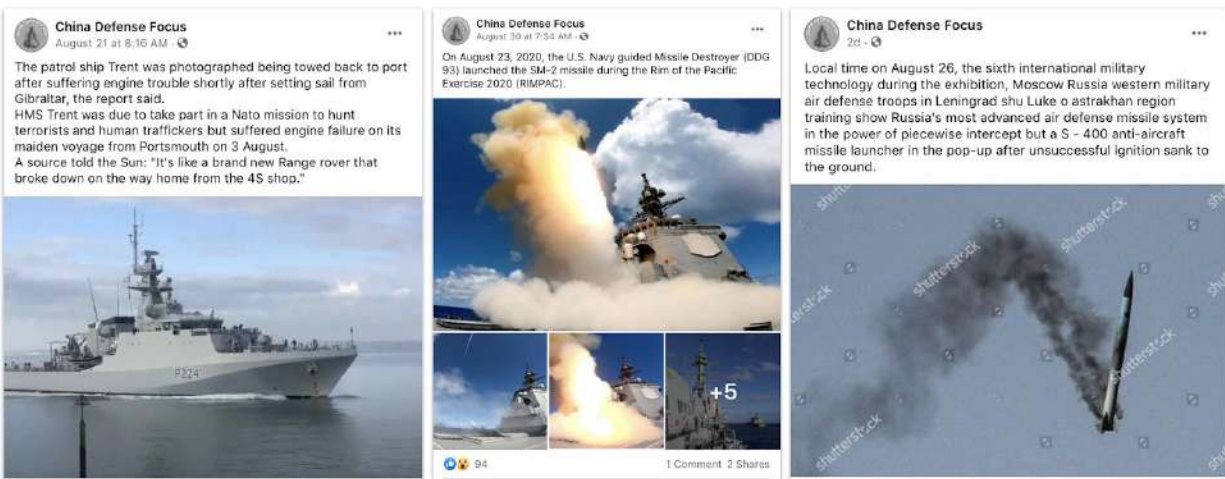 China Defense Focus
August 21 at 8:16 AM ·
The patrol ship Trent was photographed being towed back to port
after suffering engine trouble shortly after setting sail from
Gibraltar, the report said.
HMS Trent was due to take part in a Nato mission to hunt
terrorists and human traffickers but suffered engine failure on its
maiden voyage from Portsmouth on 3 August.
A source told the Sun: "It's like a brand new Range rover that
broke down on the way home from the 4S shop."
P224
China Defense Focus
August 30 at 7:34 AM ·
On August 23, 2020, the U.S. Navy guided Missile Destroyer (DDG
93) launched the SM-2 missile during the Rim of the Pacific
Exercise 2020 (RIMPAC).
+5
94
1 Comment 2 Shares
China Defense Focus
2d ·
Local time on August 26, the sixth international military
technology during the exhibition, Moscow Russia western military
air defense troops in Leningrad shu Luke o astrakhan region
training show Russia's most advanced air defense missile system
in the power of piecewise intercept but a S - 400 anti-aircraft
missile launcher in the pop-up after unsuccessful ignition sank to
the ground.
shutterstock
shutterstock
shutterstock
shutterstock
shutterstock